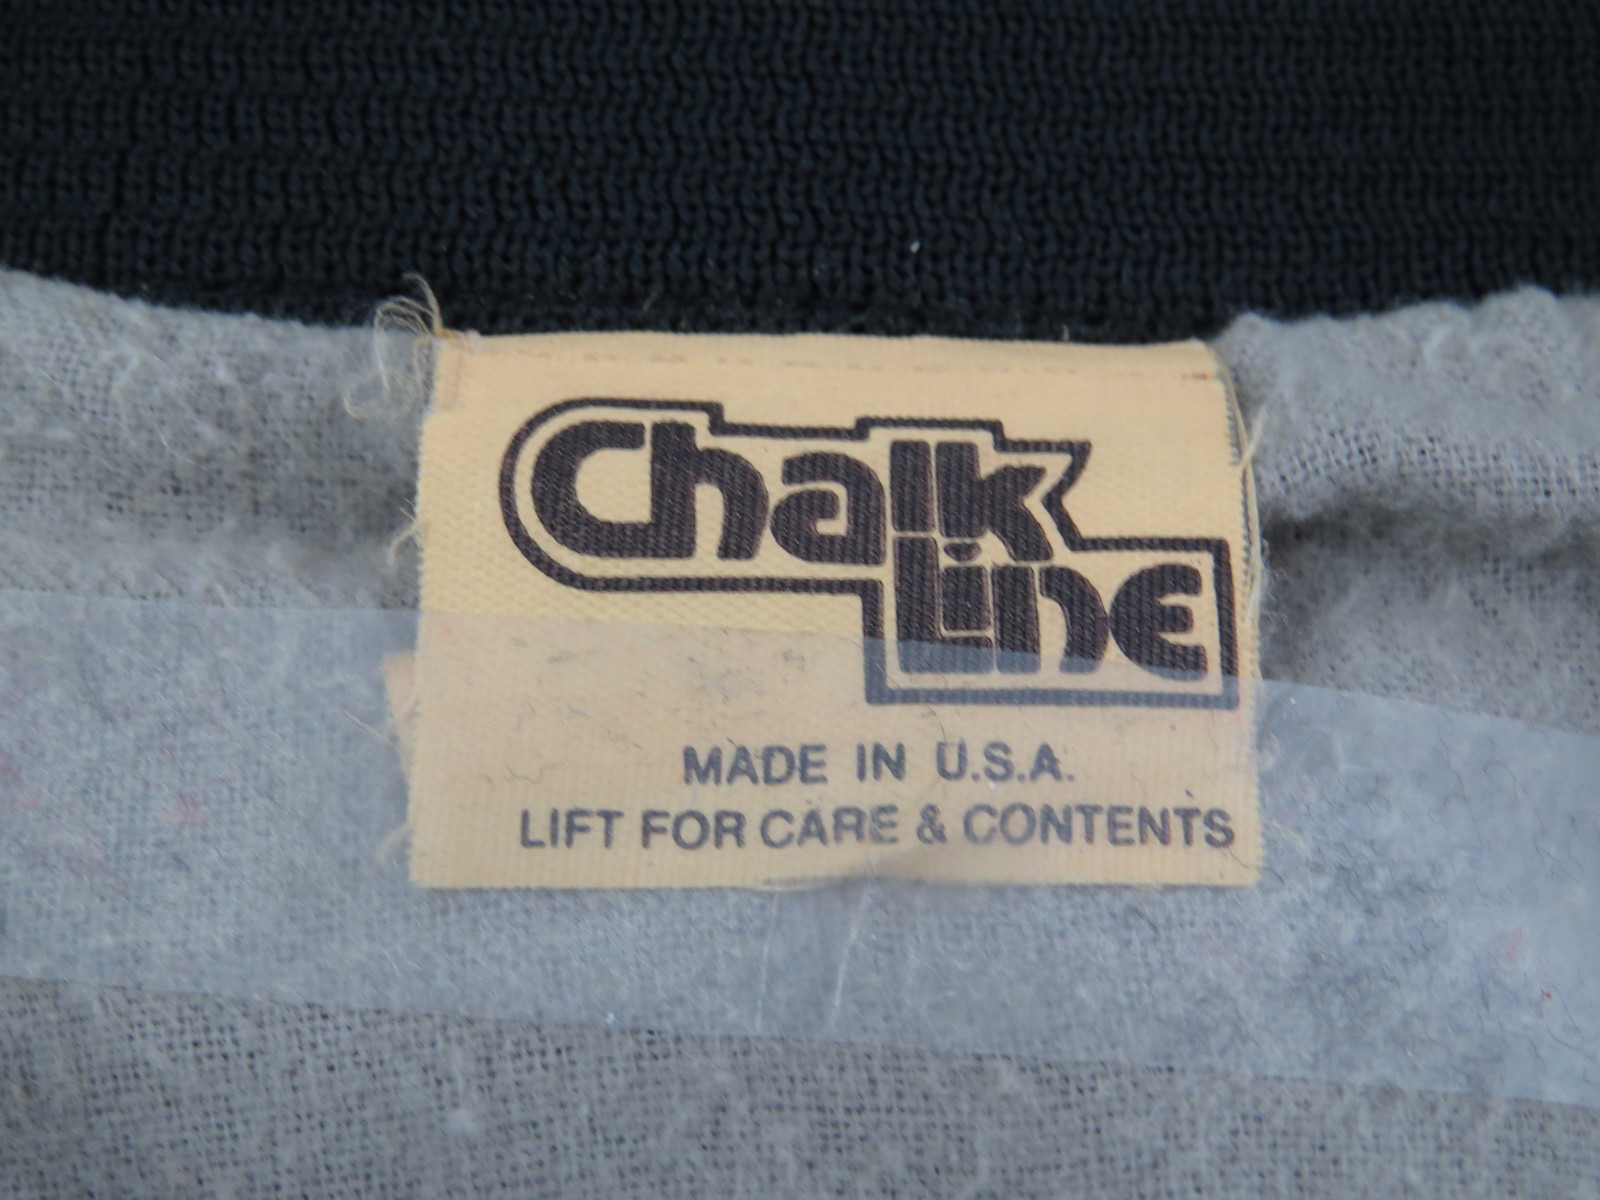 Chalk
Line
MADE IN U.S.A.
LIFT FOR CARE & CONTENTS